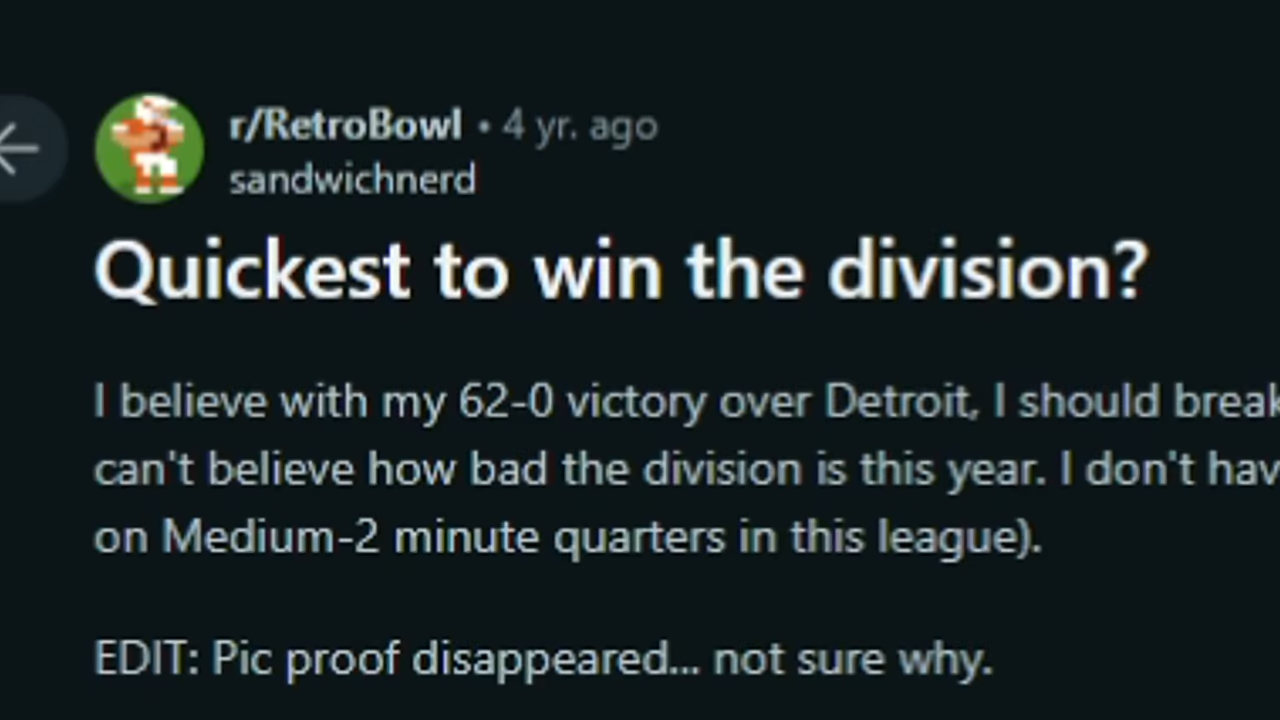 r/RetroBowl • 4 yr. ago
sandwichnerd
Quickest to win the division?
I believe with my 62-0 victory over Detroit, I should break
can't believe how bad the division is this year. I don't hav
on Medium-2 minute quarters in this league).
EDIT: Pic proof disappeared... not sure why.